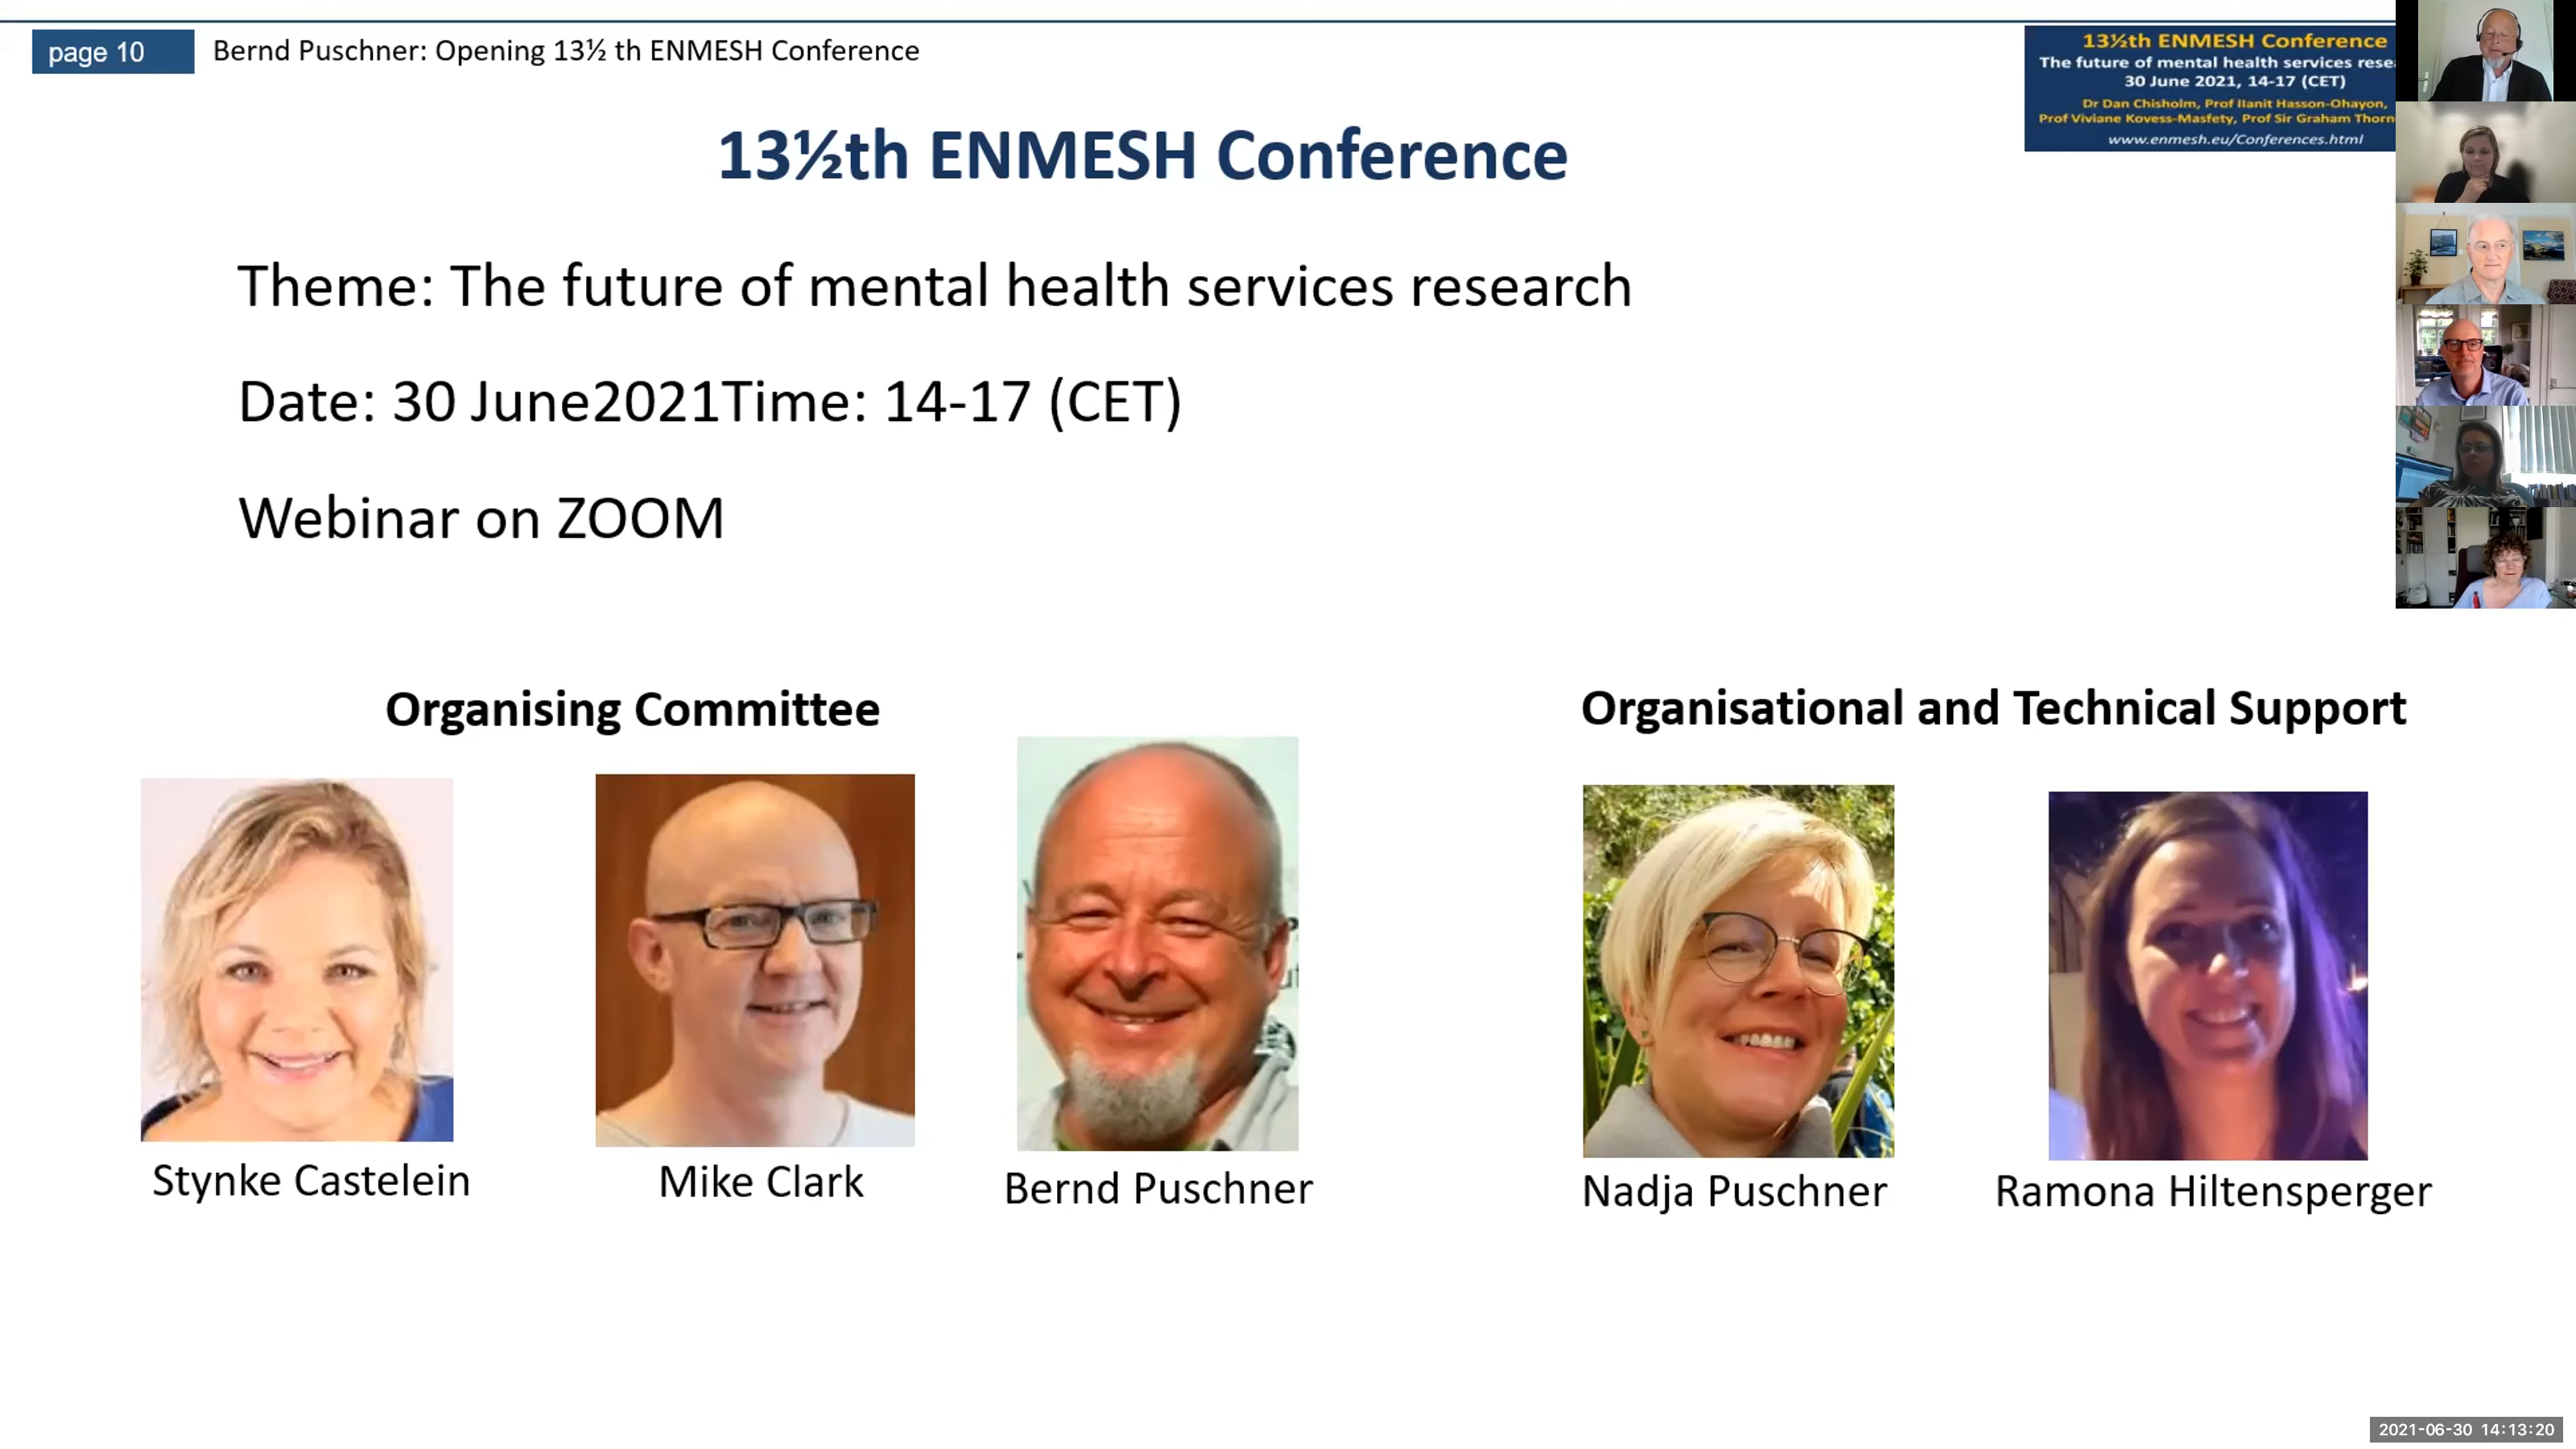 page 10
Bernd Puschner: Opening 13½ th ENMESH Conference
13½th ENMESH Conference
The future of mental health services rese
30 June 2021, 14-17 (CET)
Dr Dan Chisholm, Prof Ilanit Hasson-Ohayon,
Prof Viviane Kovess-Masfety, Prof Sir Graham Thorn
www.enmesh.eu/Conferences.html
13½th ENMESH Conference
Theme: The future of mental health services research
Date: 30 June2021Time: 14-17 (CET)
Webinar on ZOOM
Organising Committee
Organisational and Technical Support
Stynke Castelein
Mike Clark
Bernd Puschner
Nadja Puschner
Ramona Hiltensperger
2021-06-30 14:13:20